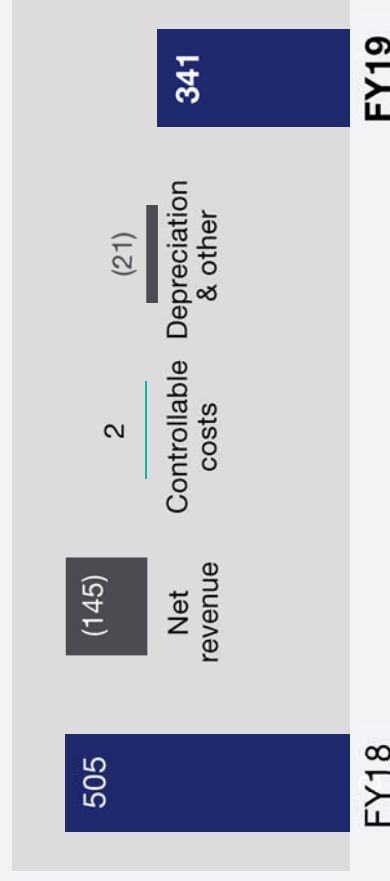 505
(145)
2
(21)
341
Net
revenue
Controllable
costs
Depreciation
& other
FY18
FY19